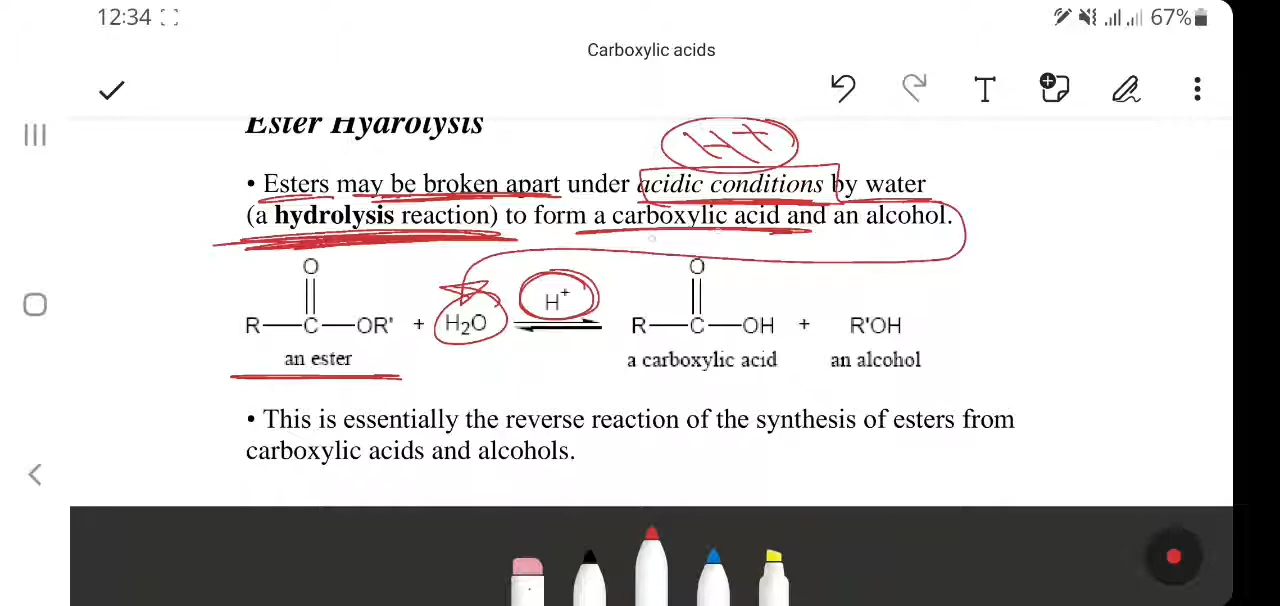 12:34 67%
Carboxylic acids
T
Ester Hydrolysis
H+
• Esters may be broken apart under acidic conditions by water
(a hydrolysis reaction) to form a carboxylic acid and an alcohol.
O O
R—C—OR' + H₂O H⁺ R—C—OH + R'OH
an ester a carboxylic acid an alcohol
• This is essentially the reverse reaction of the synthesis of esters from
carboxylic acids and alcohols.